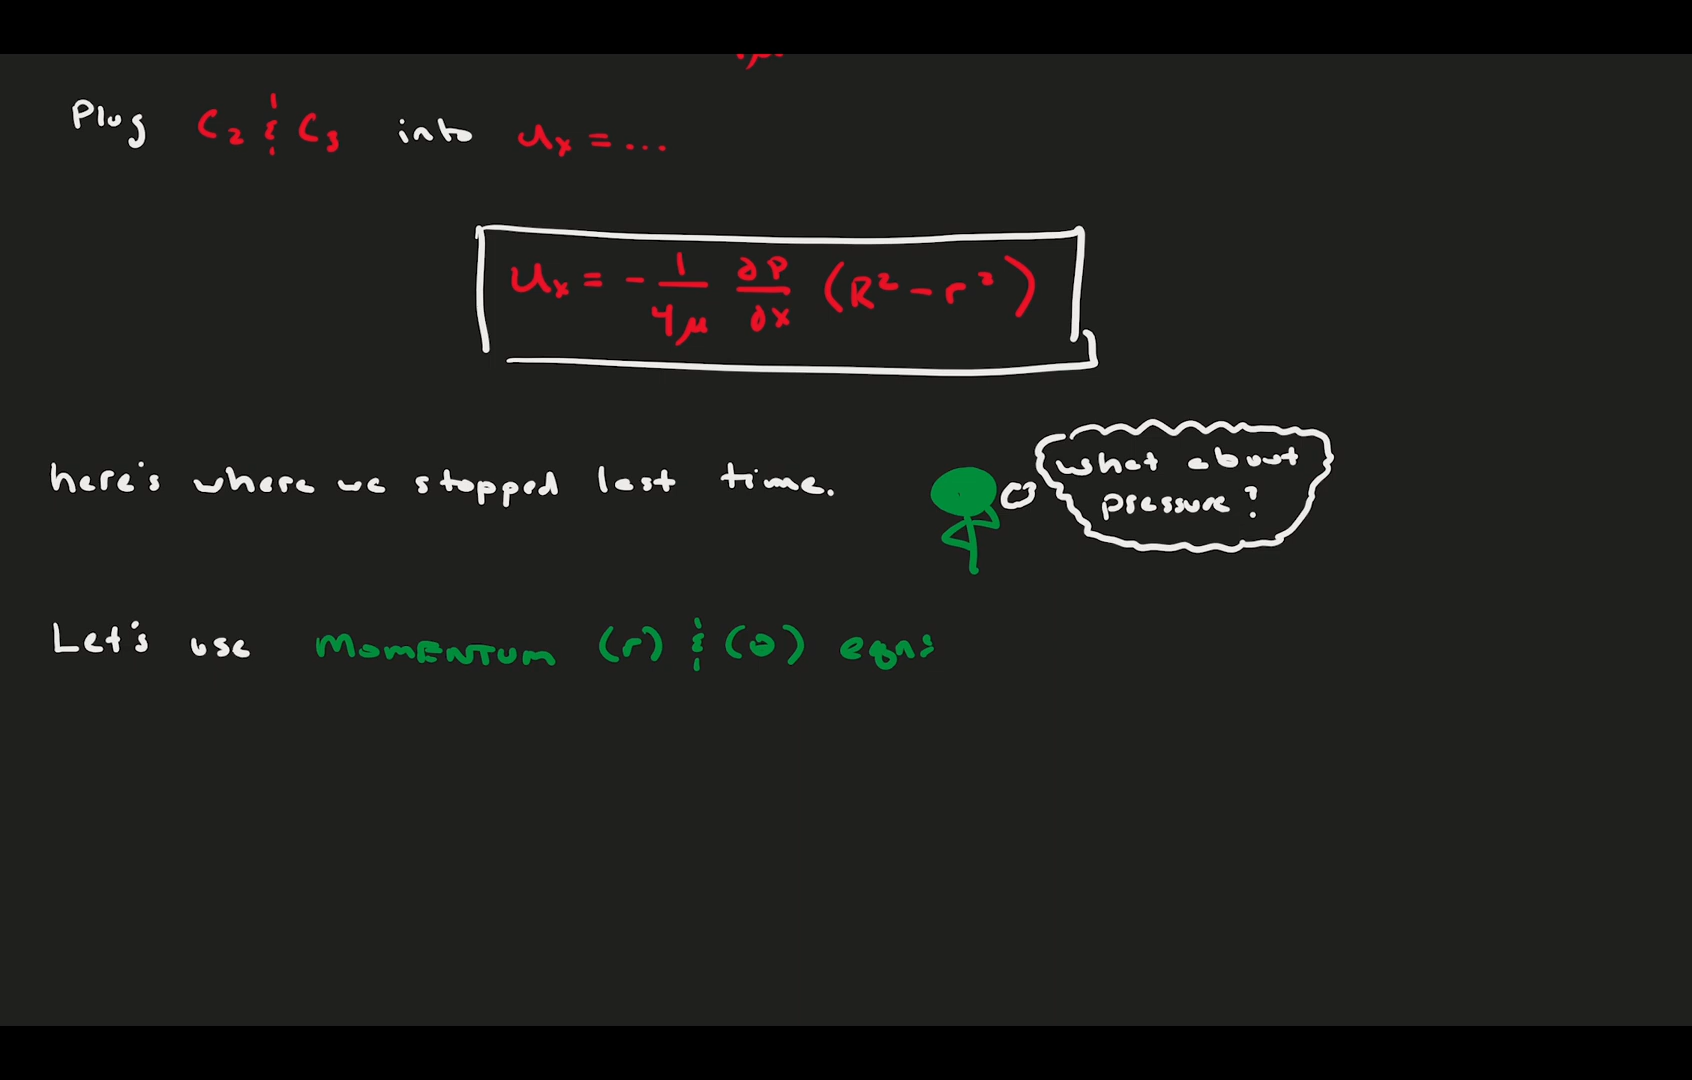 Plug C₂ & C₃ into uₓ = ...
uₓ = - 1/4μ ∂P/∂x (R² - r²)
here's where we stopped last time.
what about
pressure?
Let's use MOMENTUM (r) & (θ) eqns